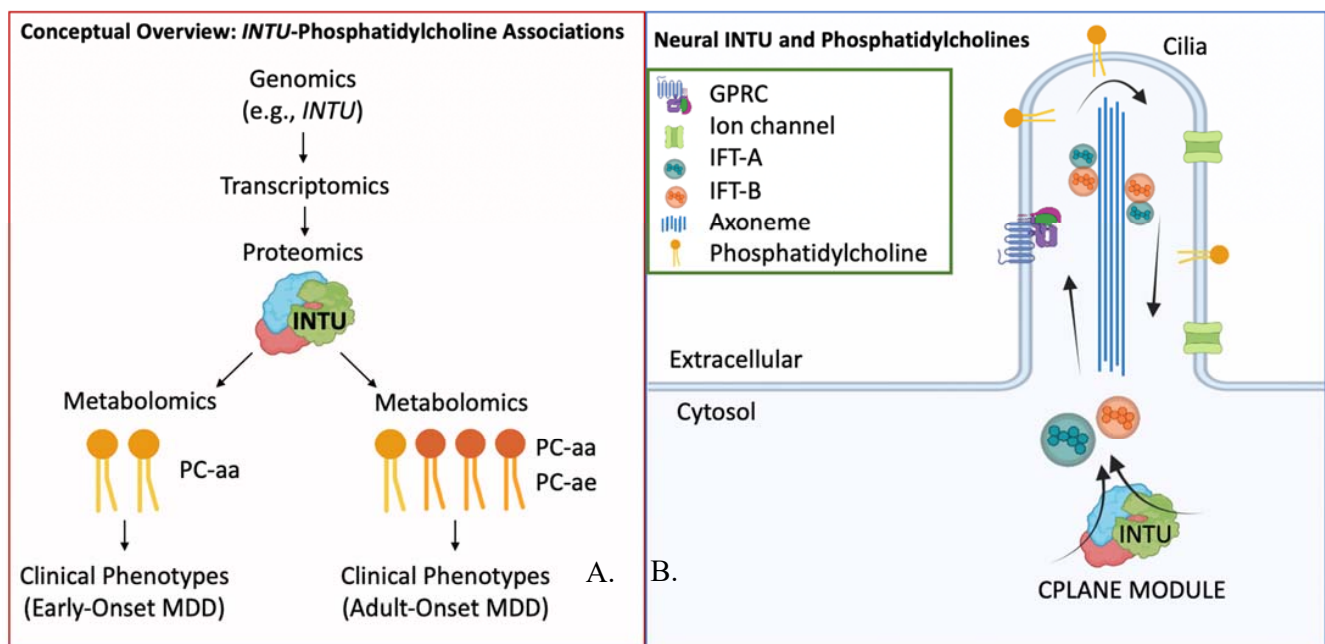 Conceptual Overview: INTU-Phosphatidylcholine Associations
Genomics
(e.g., INTU)
Transcriptomics
Proteomics
INTU
Metabolomics
Metabolomics
PC-aa
PC-aa
PC-ae
Clinical Phenotypes
(Early-Onset MDD)
Clinical Phenotypes
(Adult-Onset MDD)
A.
B.
Neural INTU and Phosphatidylcholines
Cilia
GPRC
Ion channel
IFT-A
IFT-B
Axoneme
Phosphatidylcholine
Extracellular
Cytosol
INTU
CPLANE MODULE